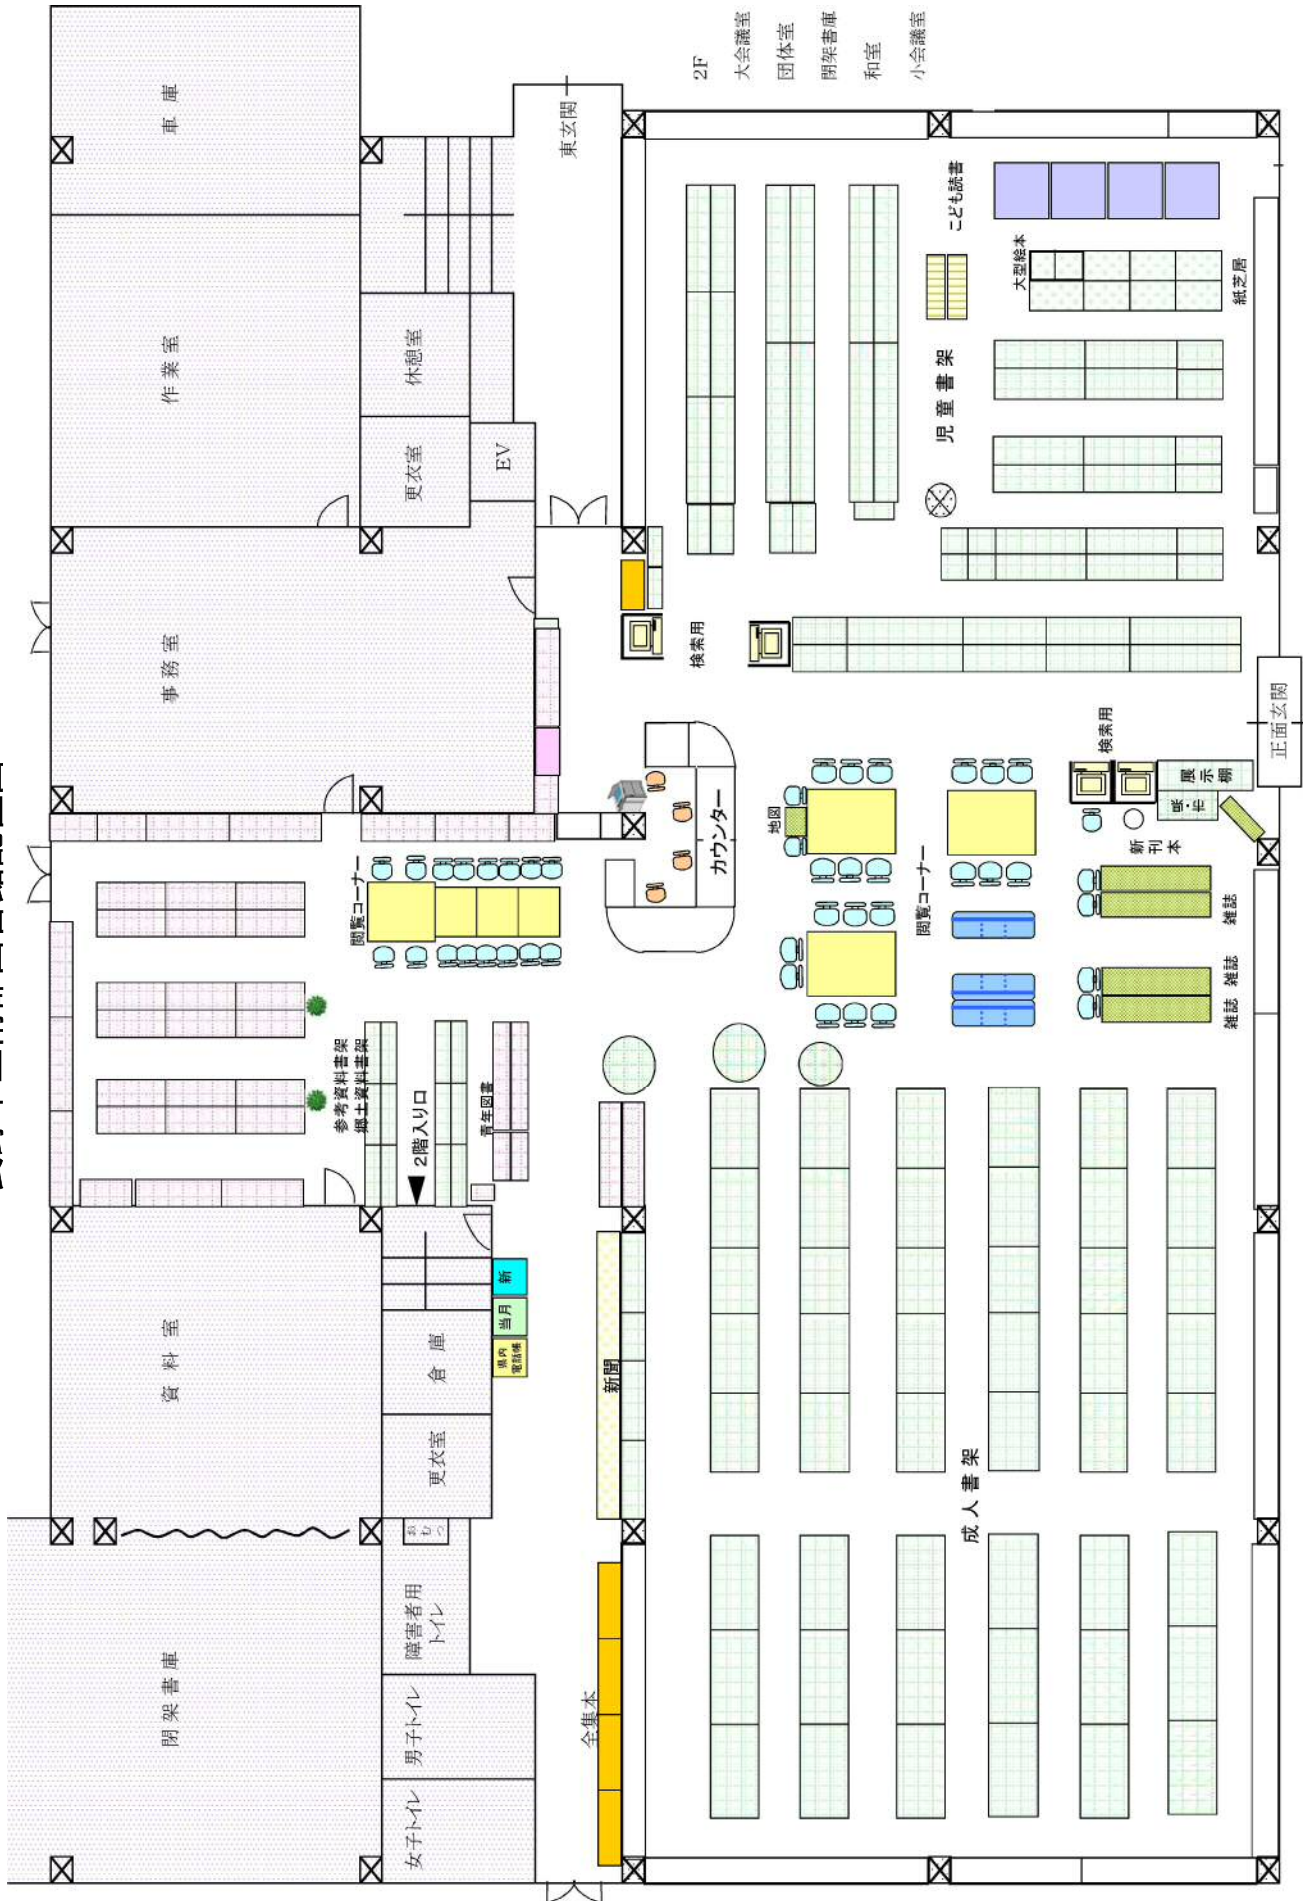 閉架書庫
資料室
事務室
作業室
車庫
女子トイレ
男子トイレ
障害者用
トイレ
おむつ
更衣室
倉庫
参考資料書架
郷土資料書架
2階入り口
青年図書
閲覧コーナー
更衣室
休憩室
EV
東玄関
県内
電話帳
当月
新
全集本
新聞
カウンター
検索用
2F
大会議室
団体室
閉架書庫
和室
小会議室
地図
閲覧コーナー
成人書架
児童書架
こども読書
大型絵本
紙芝居
雑誌
雑誌
雑誌
新刊本
検索用
展示棚
正面玄関